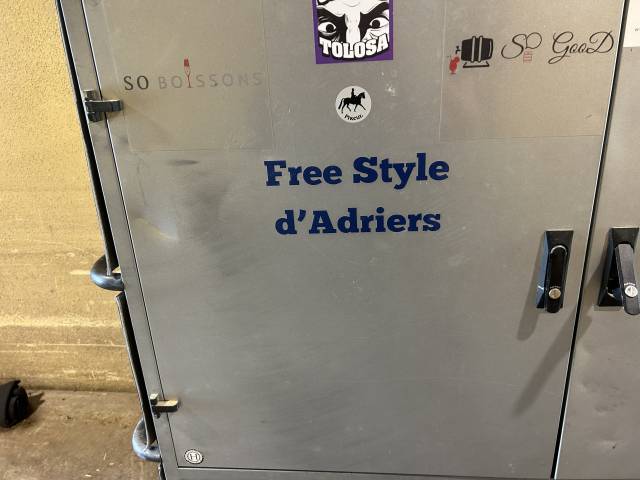 TOLOSA
SO BOISSONS
SO GooD
Free Style
d’Adriers